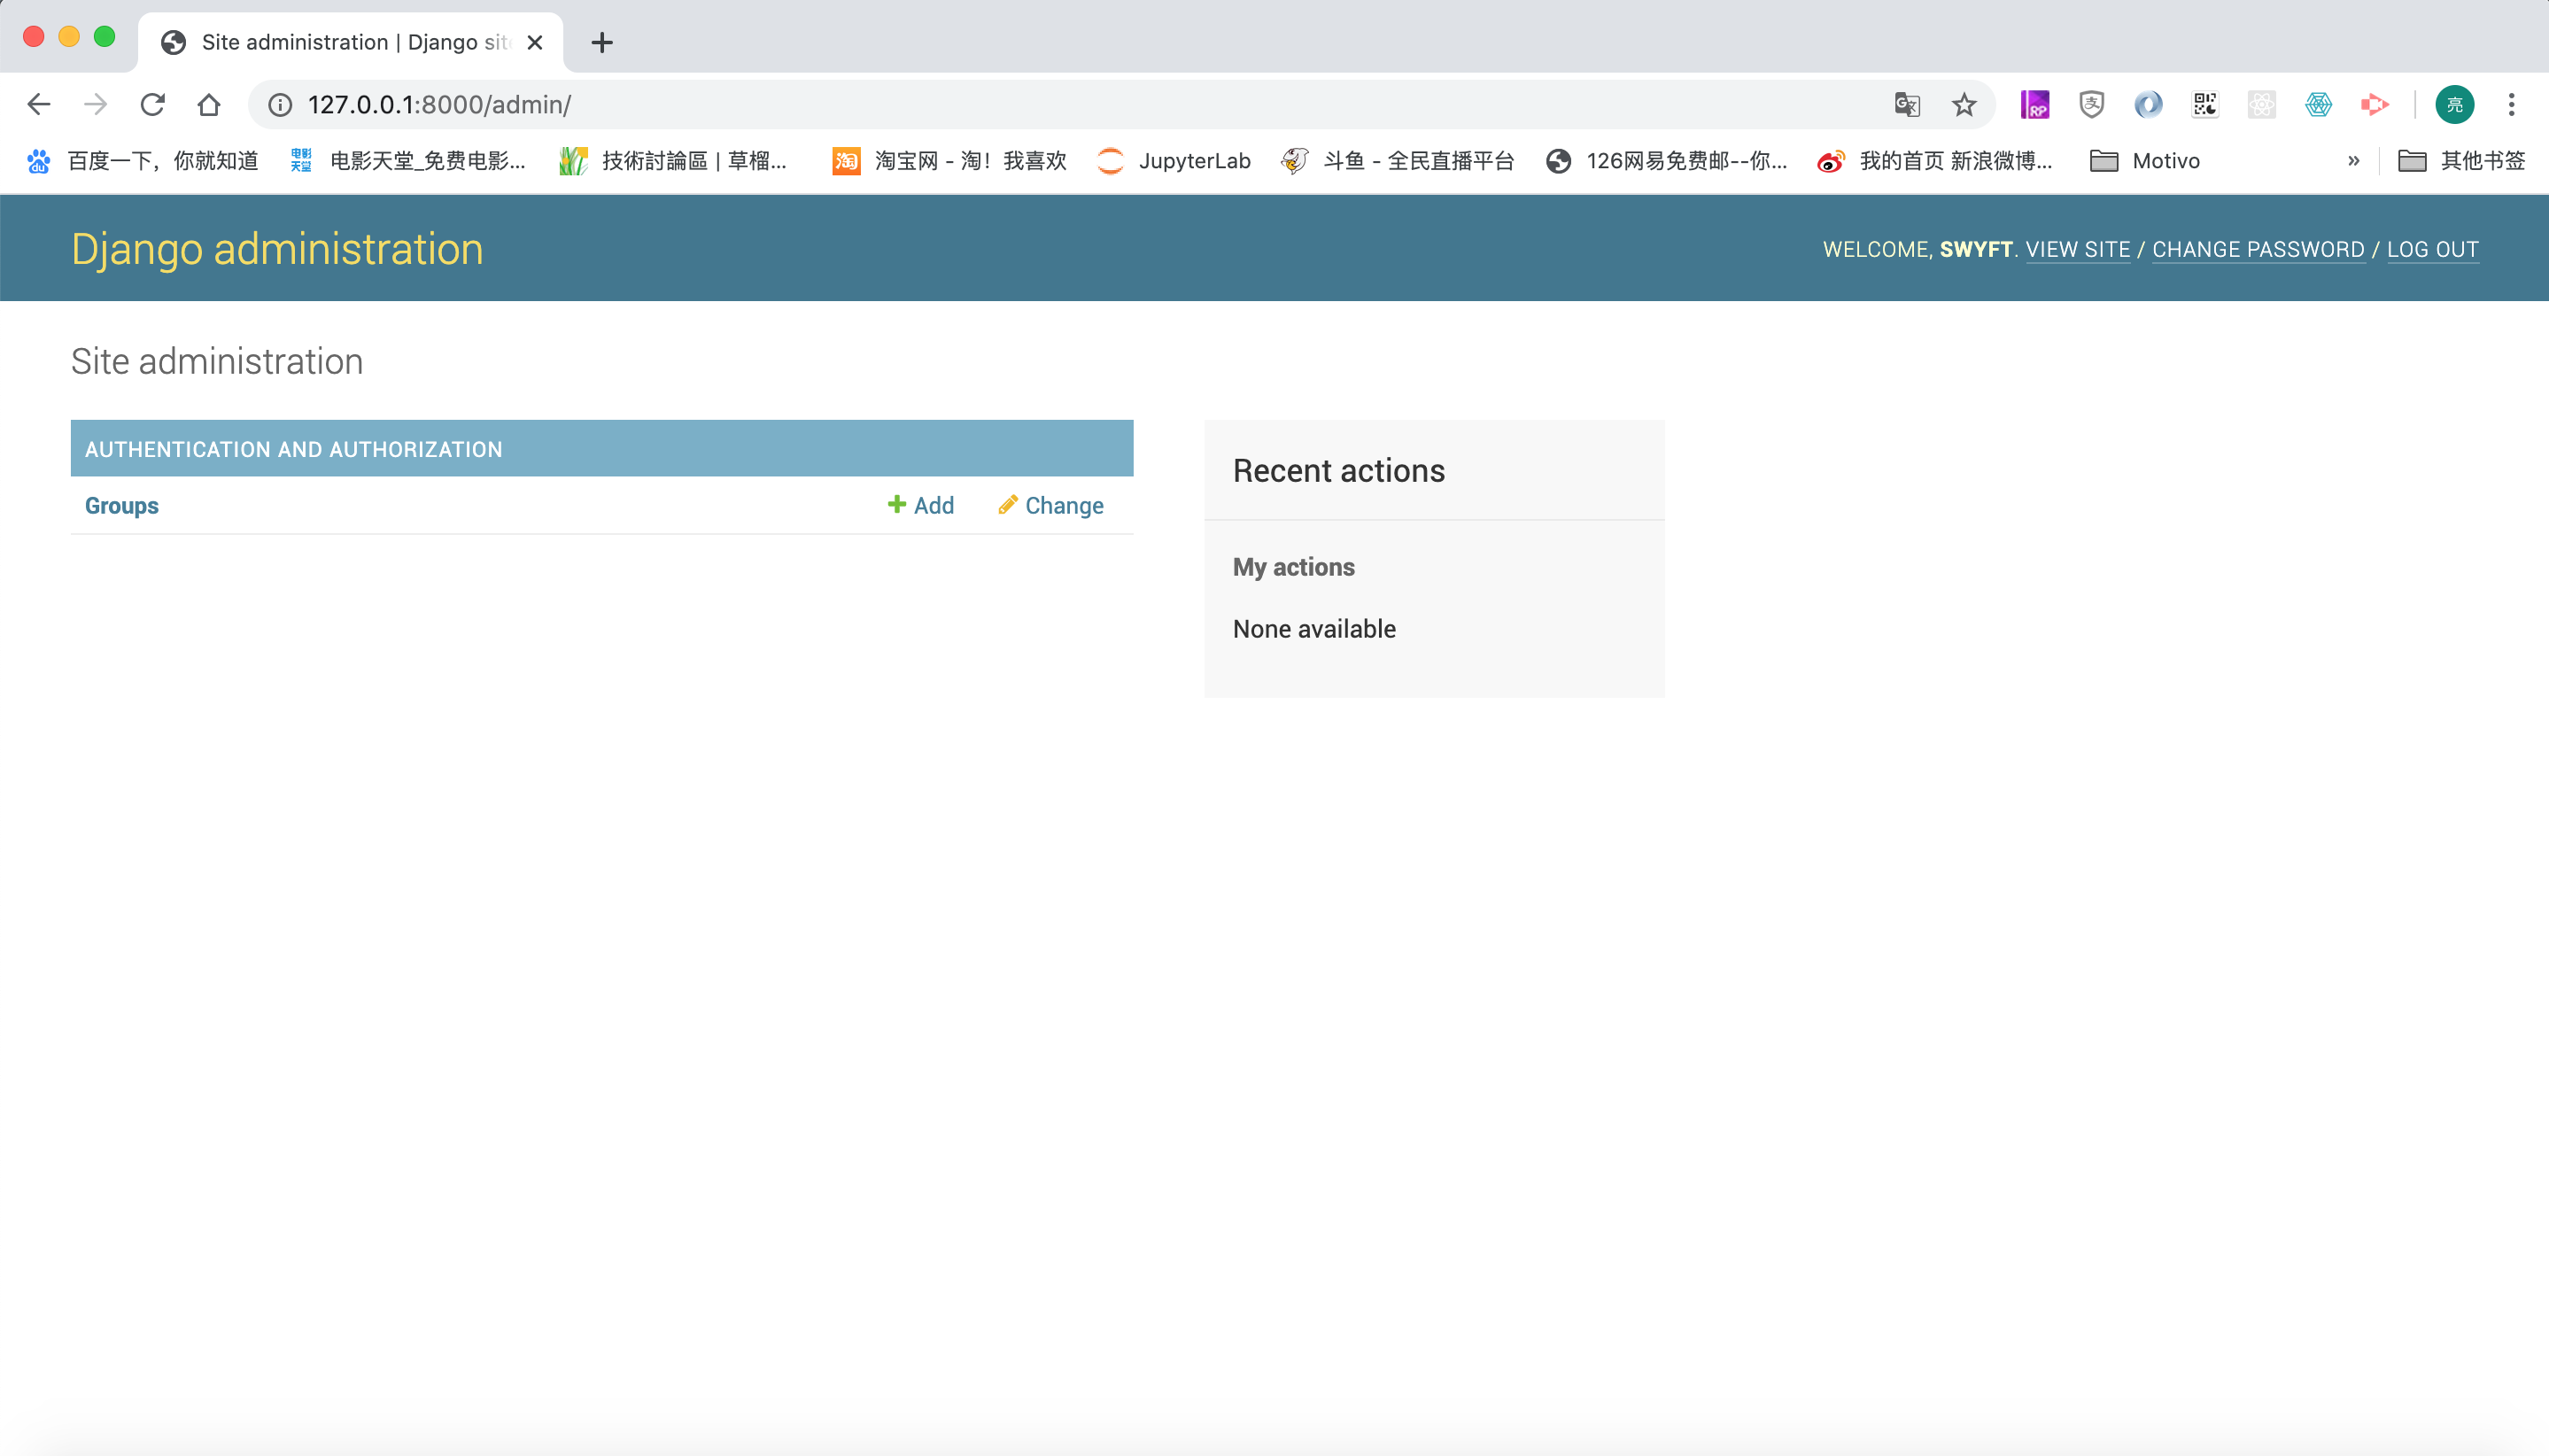 Site administration | Django sit
127.0.0.1:8000/admin/
百度一下，你就知道 电影天堂_免费电影... 技術討論區 | 草榴... 淘宝网 - 淘！我喜欢 JupyterLab 斗鱼 - 全民直播平台 126网易免费邮--你... 我的首页 新浪微博... Motivo » 其他书签
Django administration
WELCOME, SWYFT. VIEW SITE / CHANGE PASSWORD / LOG OUT
Site administration
AUTHENTICATION AND AUTHORIZATION
Groups Add Change
Recent actions
My actions
None available